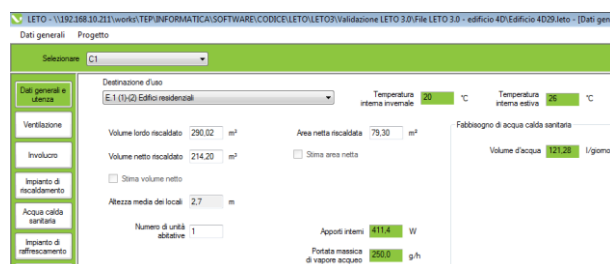 LETO - \\192.168.10.211\works\TEP\INFORMATICA\SOFTWARE\CODICE\LETO\LETO3\Validazione LETO 3.0\File LETO 3.0 - edificio 4D\Edificio 4D29.leto - [Dati gen
Dati generali Progetto
Selezionare C1
Dati generali e utenza
Ventilazione
Involucro
Impianto di riscaldamento
Acqua calda sanitaria
Impianto di raffrescamento
Destinazione d'uso
E.1 (1)-(2) Edifici residenziali
Temperatura interna invernale 20 °C
Temperatura interna estiva 26 °C
Volume lordo riscaldato 290,02 m³
Area netta riscaldata 79,30 m²
Fabbisogno di acqua calda sanitaria
Volume netto riscaldato 214,20 m³
Stima area netta
Volume d'acqua 121,28 l/giorno
Stima volume netto
Altezza media dei locali 2,7 m
Numero di unità abitative 1
Apporti interni 411,4 W
Portata massica di vapore acqueo 250,0 g/h